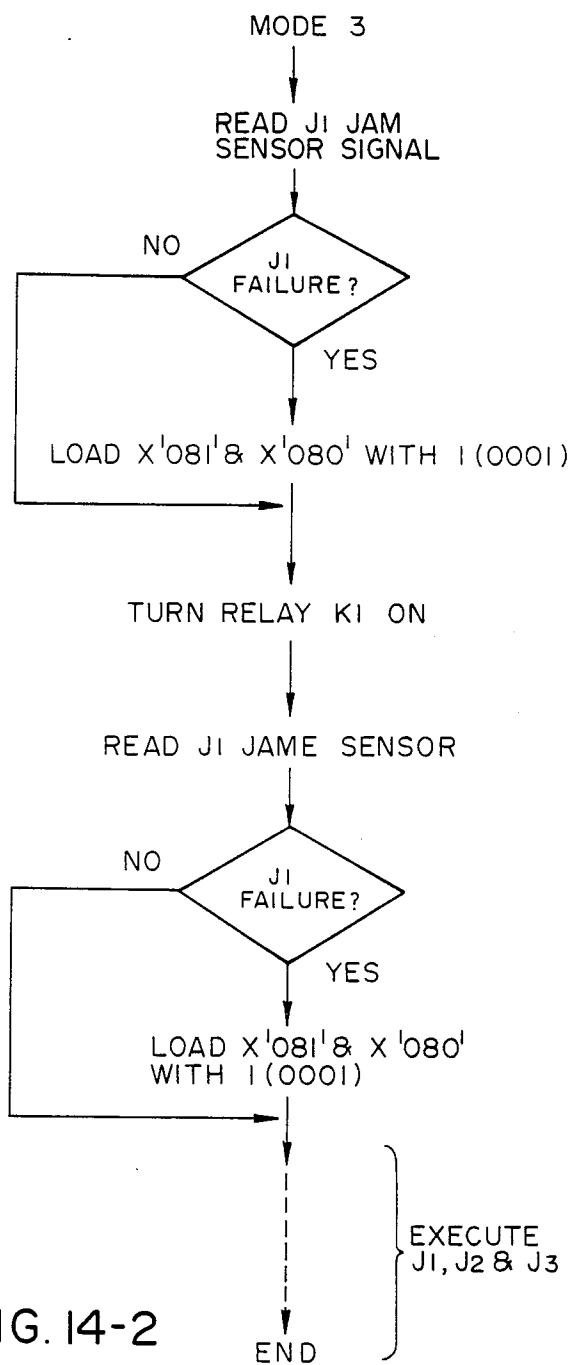 MODE 3
READ J1 JAM
SENSOR SIGNAL
NO
J1
FAILURE?
YES
LOAD X'081' & X'080' WITH 1(0001)
TURN RELAY K1 ON
READ J1 JAME SENSOR
NO
J1
FAILURE?
YES
LOAD X'081' & X'080'
WITH 1(0001)
EXECUTE
J1, J2 & J3
IG. 14-2
END